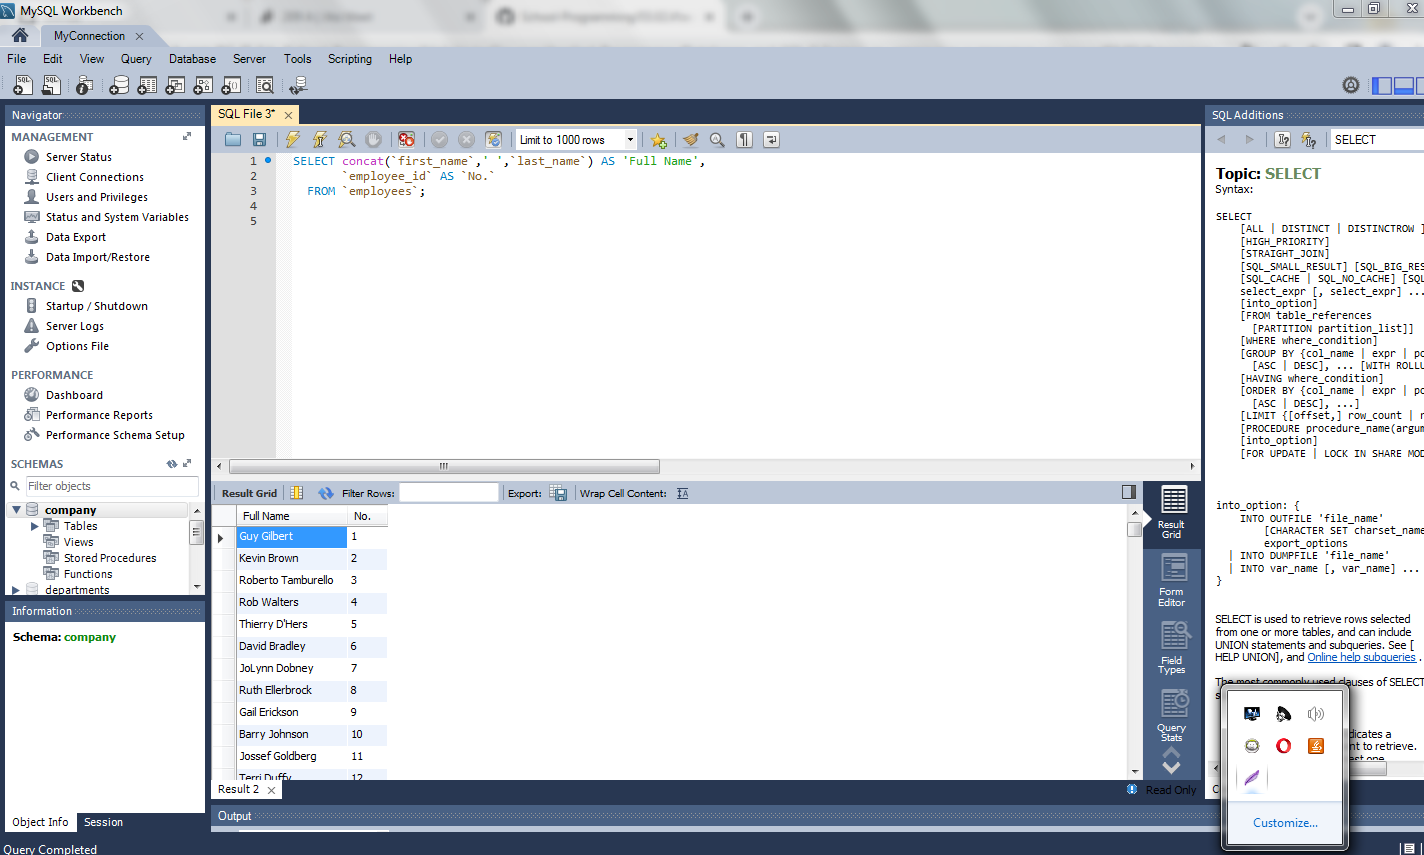 MySQL Workbench
MyConnection
File Edit View Query Database Server Tools Scripting Help
Navigator
MANAGEMENT
Server Status
Client Connections
Users and Privileges
Status and System Variables
Data Export
Data Import/Restore
INSTANCE
Startup / Shutdown
Server Logs
Options File
PERFORMANCE
Dashboard
Performance Reports
Performance Schema Setup
SCHEMAS
Filter objects
company
Tables
Views
Stored Procedures
Functions
departments
Information
Schema: company
Object Info Session
Query Completed
SQL File 3*
Limit to 1000 rows
1 SELECT concat(`first_name`,' ',`last_name`) AS 'Full Name',
2 `employee_id` AS `No.`
3 FROM `employees`;
4
5
Result Grid Filter Rows: Export: Wrap Cell Content:
Full Name No.
Guy Gilbert 1
Kevin Brown 2
Roberto Tamburello 3
Rob Walters 4
Thierry D'Hers 5
David Bradley 6
JoLynn Dobney 7
Ruth Ellerbrock 8
Gail Erickson 9
Barry Johnson 10
Jossef Goldberg 11
Terri Duffy 12
Result 2
Read Only
Output
Result
Grid
Form
Editor
Field
Types
Query
Stats
SQL Additions
SELECT
Topic: SELECT
Syntax:
SELECT
[ALL | DISTINCT | DISTINCTROW ]
[HIGH_PRIORITY]
[STRAIGHT_JOIN]
[SQL_SMALL_RESULT] [SQL_BIG_RES
[SQL_CACHE | SQL_NO_CACHE] [SQL
select_expr [, select_expr] ...
[into_option]
[FROM table_references
[PARTITION partition_list]]
[WHERE where_condition]
[GROUP BY {col_name | expr | po
[ASC | DESC], ... [WITH ROLLU
[HAVING where_condition]
[ORDER BY {col_name | expr | po
[ASC | DESC], ...]
[LIMIT {[offset,] row_count | r
[PROCEDURE procedure_name(argum
[into_option]
[FOR UPDATE | LOCK IN SHARE MOD
into_option: {
INTO OUTFILE 'file_name'
[CHARACTER SET charset_name
export_options
| INTO DUMPFILE 'file_name'
| INTO var_name [, var_name] ...
}
SELECT is used to retrieve rows selected
from one or more tables, and can include
UNION statements and subqueries. See [
HELP UNION], and Online help subqueries .
The most commonly used clauses of SELECT
dicates a
nt to retrieve.
est one
Customize...